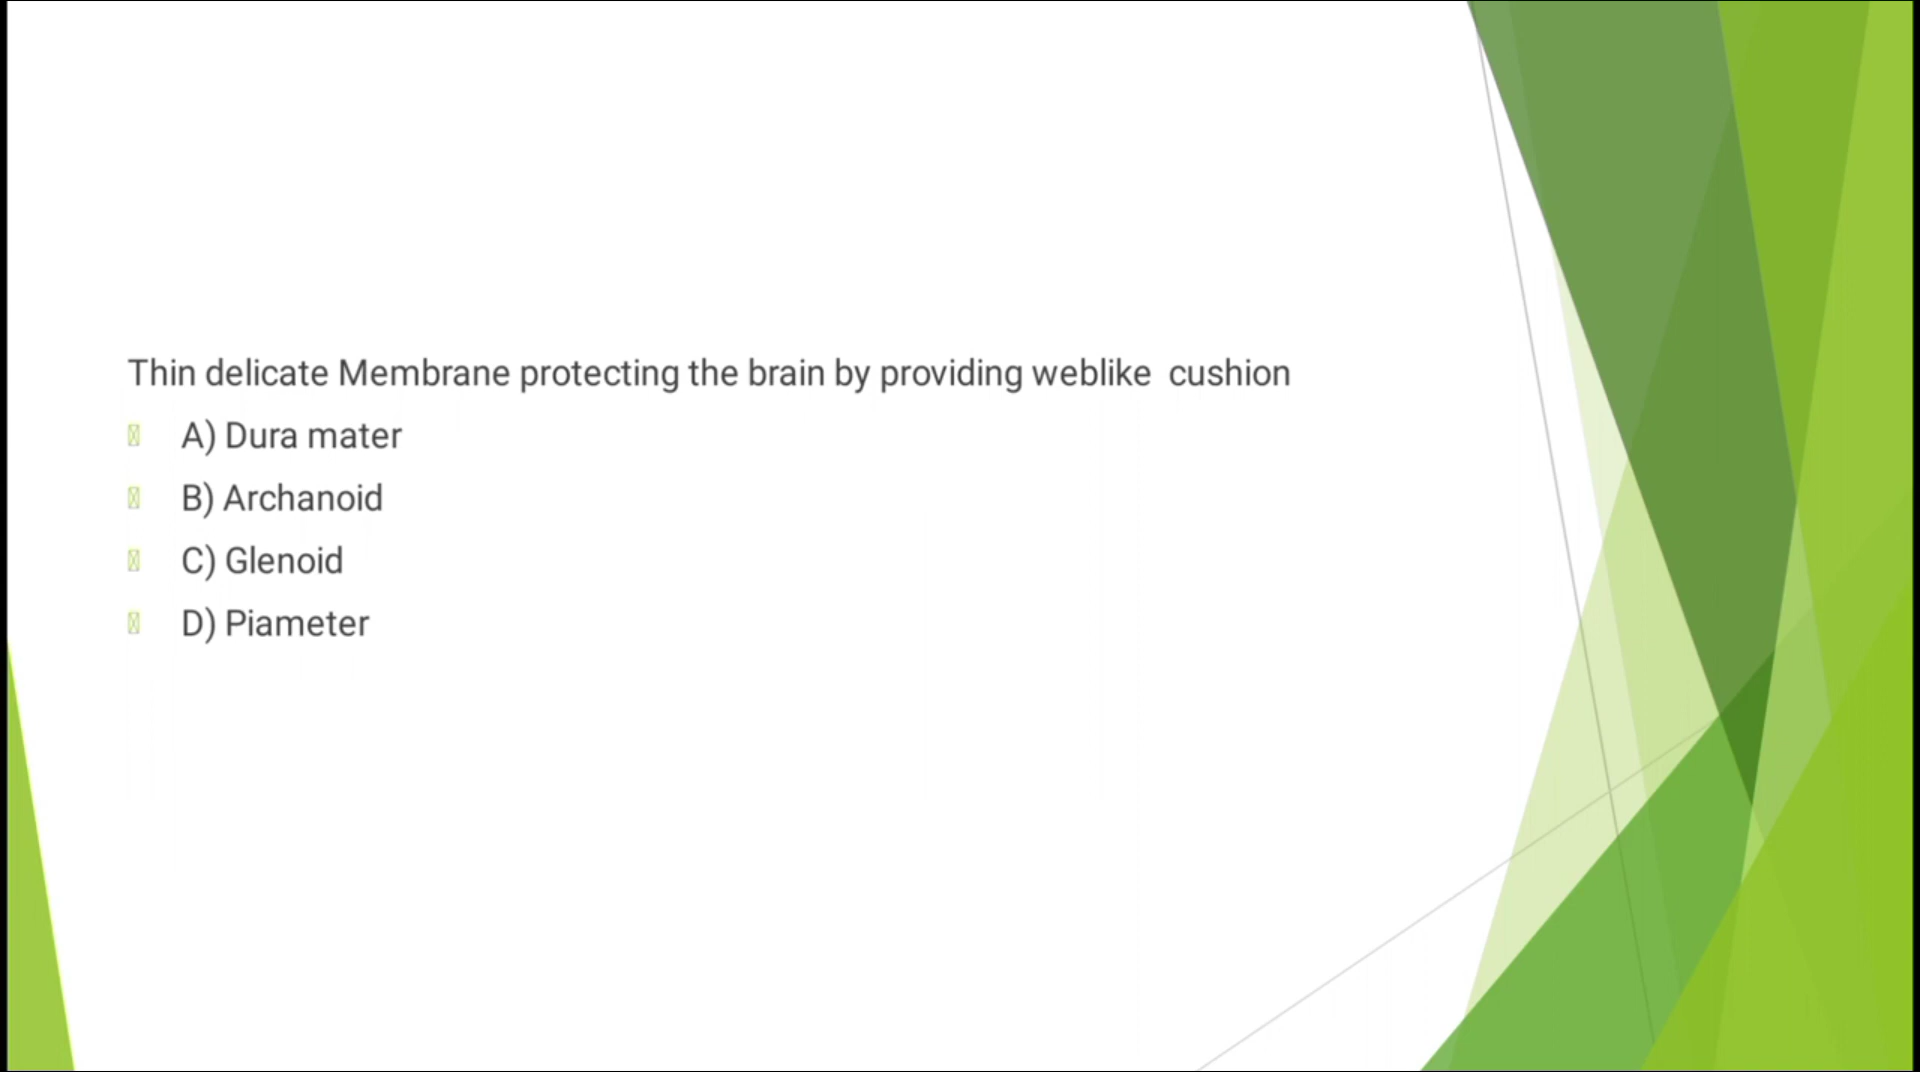 Thin delicate Membrane protecting the brain by providing weblike cushion
A) Dura mater
B) Archanoid
C) Glenoid
D) Piameter